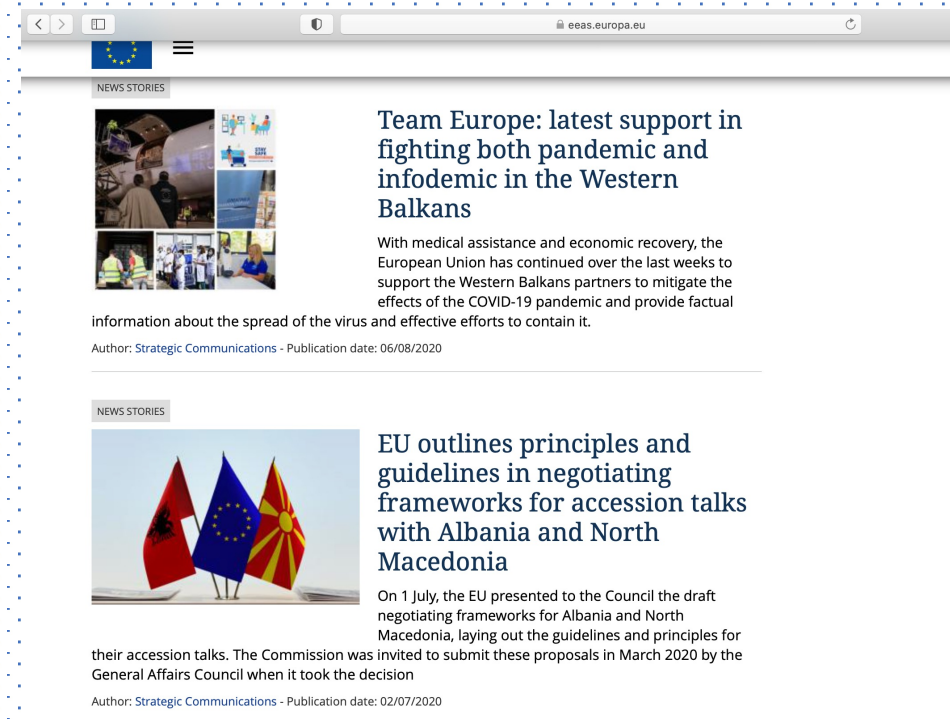 eeas.europa.eu
NEWS STORIES
STAY
SAFE
Team Europe: latest support in
fighting both pandemic and
infodemic in the Western
Balkans
With medical assistance and economic recovery, the
European Union has continued over the last weeks to
support the Western Balkans partners to mitigate the
effects of the COVID-19 pandemic and provide factual
information about the spread of the virus and effective efforts to contain it.
Author: Strategic Communications - Publication date: 06/08/2020
NEWS STORIES
EU outlines principles and
guidelines in negotiating
frameworks for accession talks
with Albania and North
Macedonia
On 1 July, the EU presented to the Council the draft
negotiating frameworks for Albania and North
Macedonia, laying out the guidelines and principles for
their accession talks. The Commission was invited to submit these proposals in March 2020 by the
General Affairs Council when it took the decision
Author: Strategic Communications - Publication date: 02/07/2020